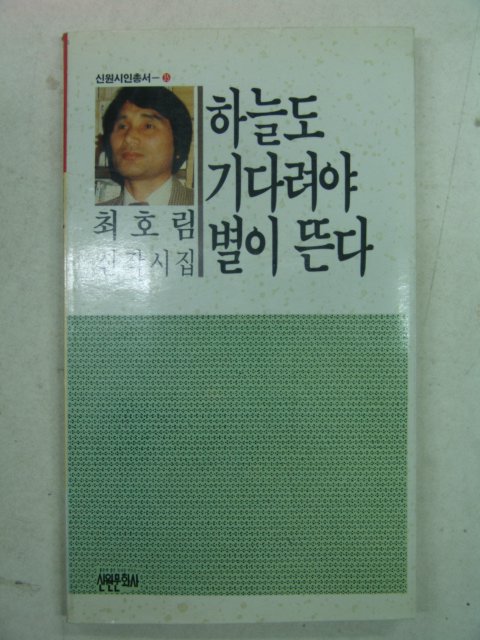 신원시인총서-
하늘도
기다려야
별이 뜬다
최호림
신작시집
신원문화사